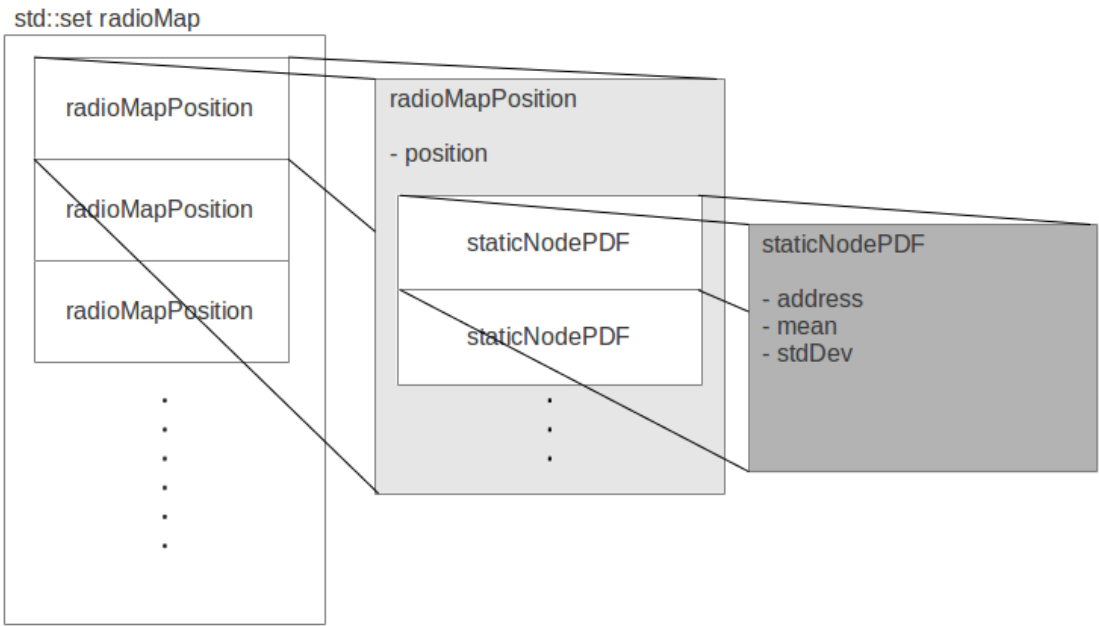 std::set radioMap
radioMapPosition
radioMapPosition
radioMapPosition
radioMapPosition
- position
staticNodePDF
staticNodePDF
staticNodePDF
- address
- mean
- stdDev